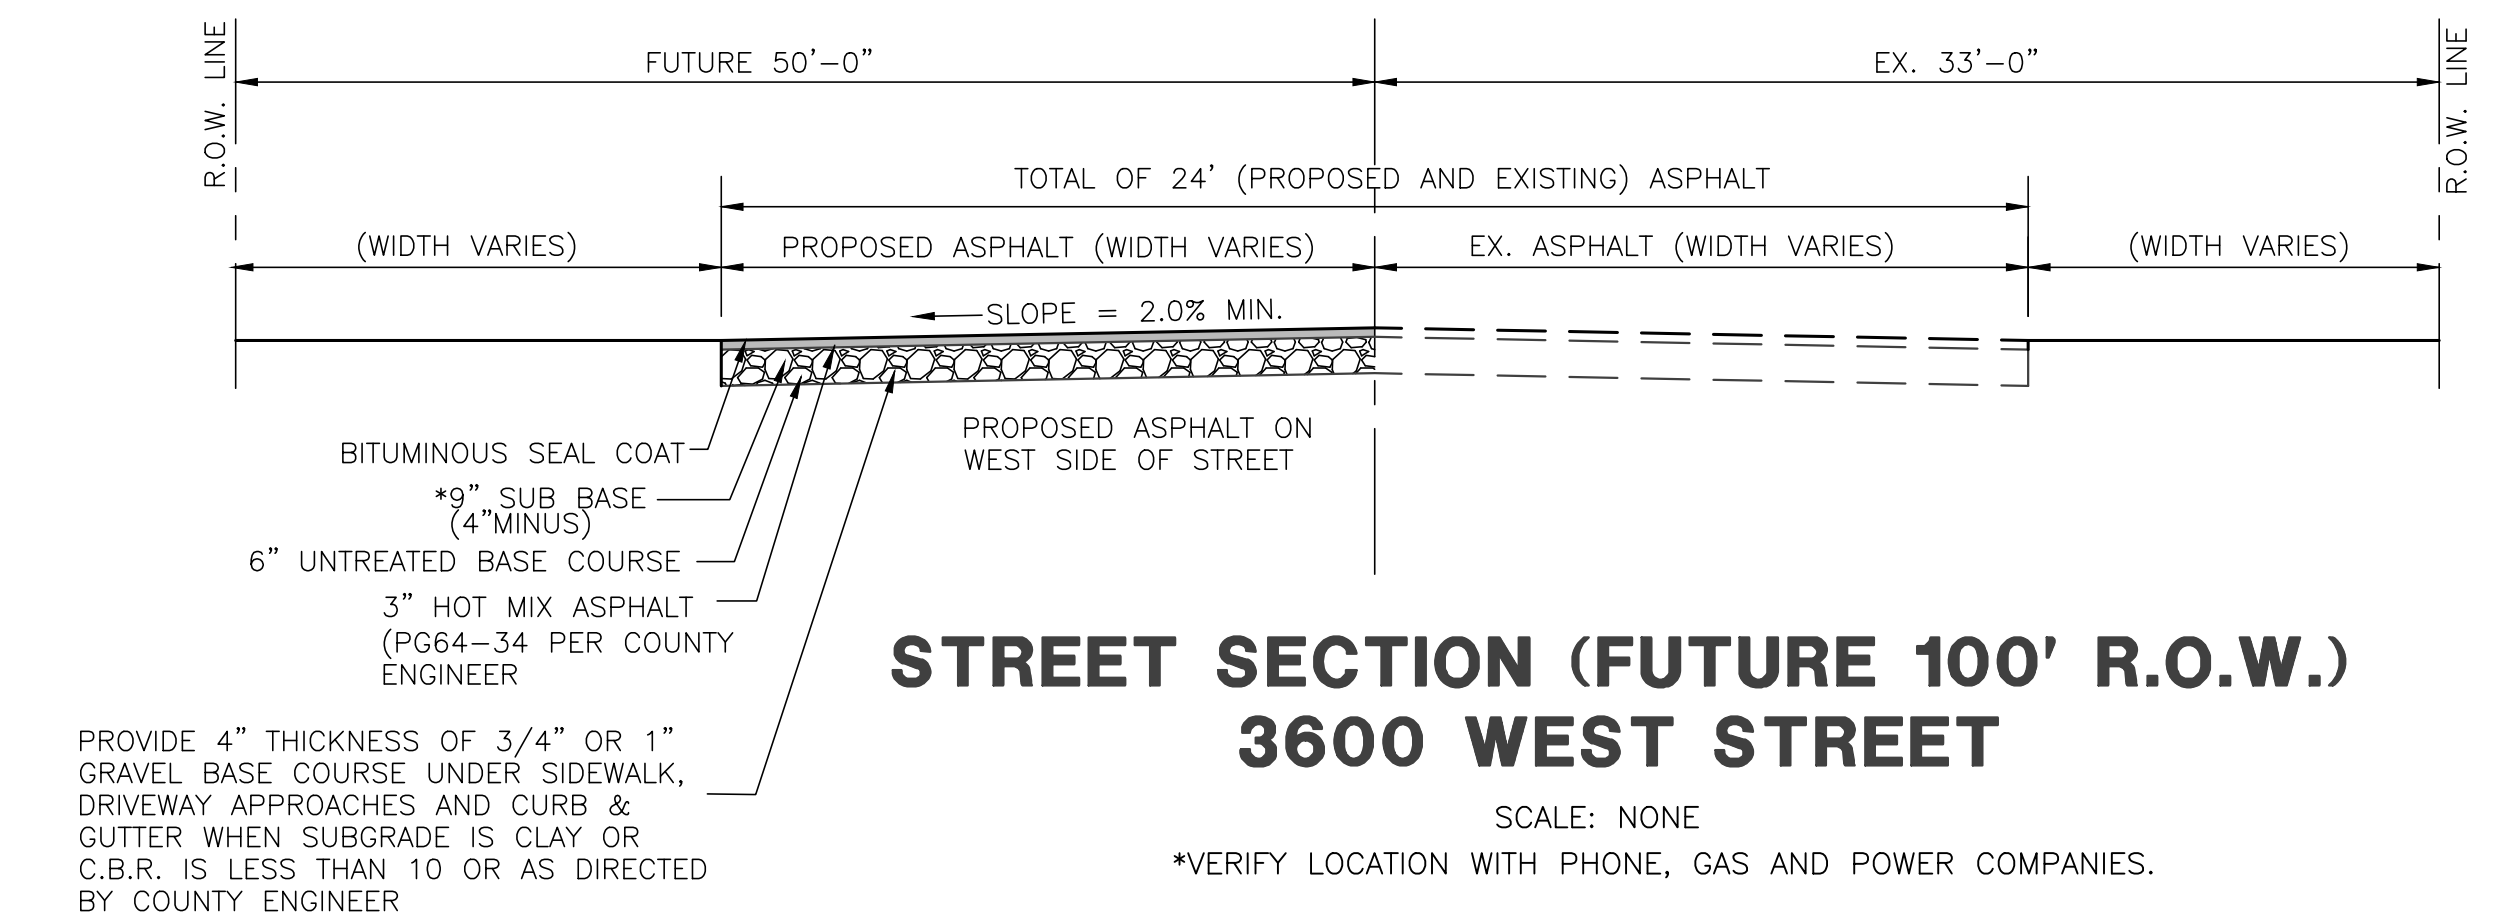 R.O.W. LINE
FUTURE 50'-0"
EX. 33'-0"
R.O.W. LINE
TOTAL OF 24' (PROPOSED AND EXISTING) ASPHALT
(WIDTH VARIES)
PROPOSED ASPHALT (WIDTH VARIES)
EX. ASPHALT (WIDTH VARIES)
(WIDTH VARIES)
SLOPE = 2.0% MIN.
PROPOSED ASPHALT ON
WEST SIDE OF STREET
BITUMINOUS SEAL COAT
*9" SUB BASE
(4"MINUS)
6" UNTREATED BASE COURSE
3" HOT MIX ASPHALT
(PG64-34 PER COUNTY
ENGINEER
PROVIDE 4" THICKNESS OF 3/4" OR 1"
GRAVEL BASE COURSE UNDER SIDEWALK,
DRIVEWAY APPROACHES AND CURB &
GUTTER WHEN SUBGRADE IS CLAY OR
C.B.R. IS LESS THAN 10 OR AS DIRECTED
BY COUNTY ENGINEER
STREET SECTION (FUTURE 100' R.O.W.)
3600 WEST STREET
SCALE: NONE
*VERIFY LOCATION WITH PHONE, GAS AND POWER COMPANIES.